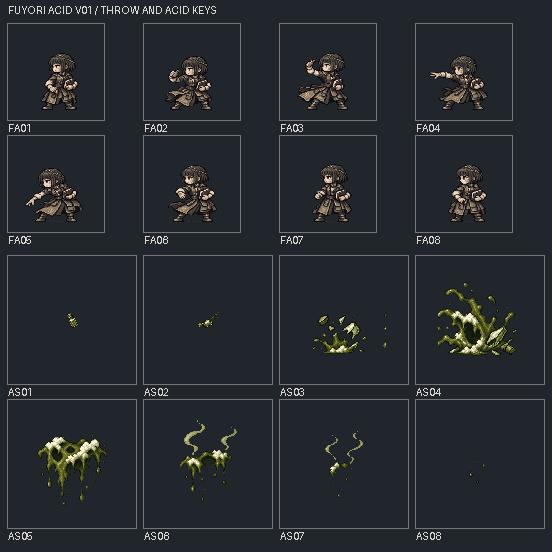 FUYORI ACID V01 / THROW AND ACID KEYS
FA01 FA02 FA03 FA04
FA05 FA06 FA07 FA08
AS01 AS02 AS03 AS04
AS05 AS06 AS07 AS08